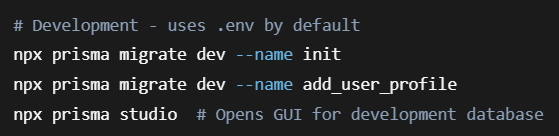 # Development - uses .env by default
npx prisma migrate dev --name init
npx prisma migrate dev --name add_user_profile
npx prisma studio  # Opens GUI for development database